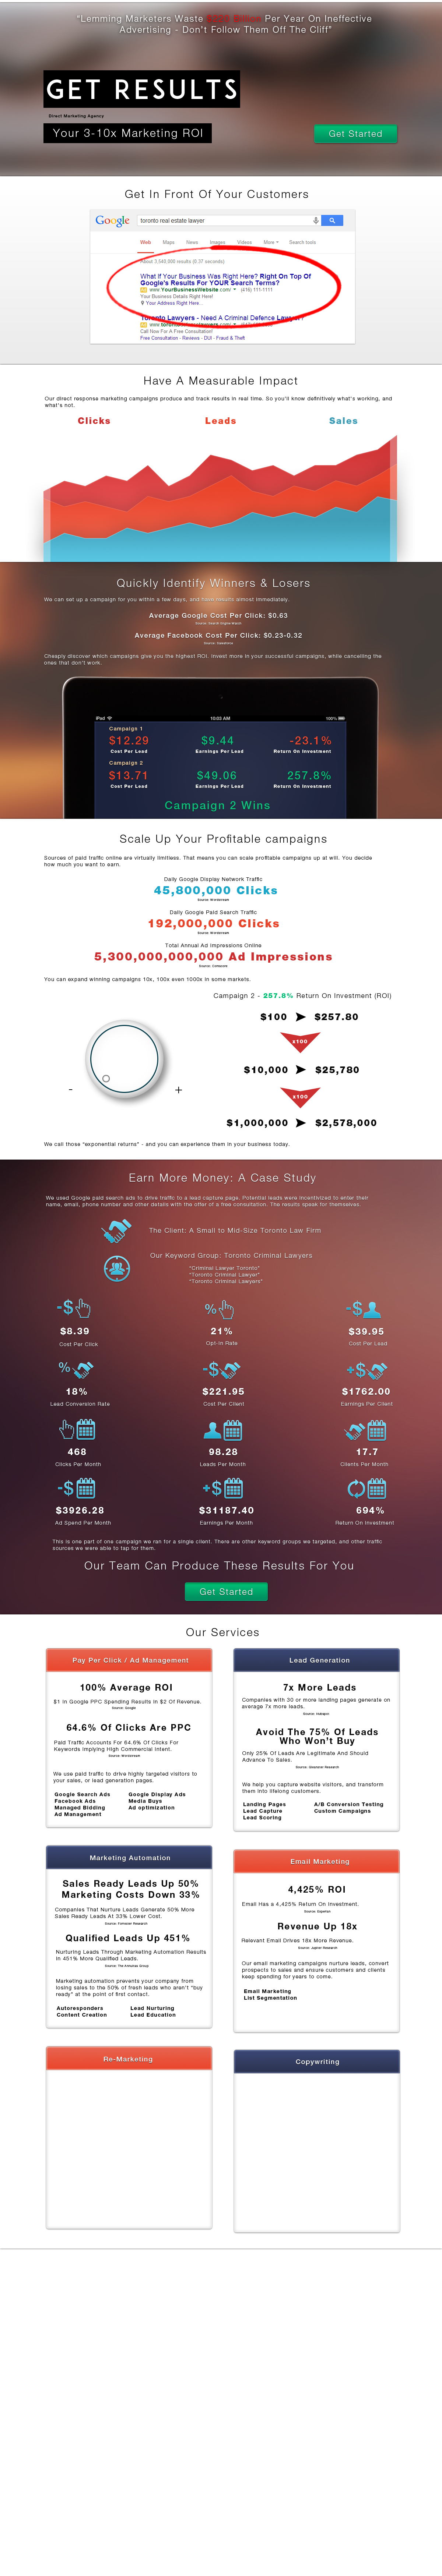 "Lemming Marketers Waste Per Year On Ineffective
Advertising - Don't Follow Them Off The Cliff"
GET RESULTS
Direct Marketing Agency
Your 3-10x Marketing ROI
Get Started
Get In Front Of Your Customers
Google
toronto real estate lawyer
Web Maps News Images Videos More Search tools
About 3,540,000 results (0.37 seconds)
What If Your Business Was Right Here? Right On Top Of
Google's Results For YOUR Search Terms?
Ad www.YourBusinessWebsite.com/ (416) 111-1111
Your Business Details Right Here!
Your Address Right Here...
Toronto Lawyers - Need A Criminal Defence Lawyer?
Call Now For A Free Consultation!
Free Consultation - Reviews - DUI - Fraud & Theft
Have A Measurable Impact
Our direct response marketing campaigns produce and track results in real time. So you'll know definitively what's working, and
what's not.
Clicks Leads Sales
Quickly Identify Winners & Losers
We can set up a campaign for you within a few days, and have results almost immediately.
Average Google Cost Per Click: $0.63
Source: Search Engine Watch
Average Facebook Cost Per Click: $0.23-0.32
Source: Salesforce
Cheaply discover which campaigns give you the highest ROI. Invest more in your successful campaigns, while cancelling the
ones that don't work.
iPad 10:03 AM 100%
Campaign 1
$12.29 $9.44 -23.1%
Cost Per Lead Earnings Per Lead Return On Investment
Campaign 2
$13.71 $49.06 257.8%
Cost Per Lead Earnings Per Lead Return On Investment
Campaign 2 Wins
Scale Up Your Profitable campaigns
Sources of paid traffic online are virtually limitless. That means you can scale profitable campaigns up at will. You decide
how much you want to earn.
Daily Google Display Network Traffic
45,800,000 Clicks
Source: Wordstream
Daily Google Paid Search Traffic
192,000,000 Clicks
Source: Wordstream
Total Annual Ad Impressions Online
5,300,000,000,000 Ad Impressions
Source: Comscore
You can expand winning campaigns 10x, 100x even 1000x in some markets.
Campaign 2 - 257.8% Return On Investment (ROI)
$100 $257.80
x100
$10,000 $25,780
x100
$1,000,000 $2,578,000
- +
We call those "exponential returns" - and you can experience them in your business today.
Earn More Money: A Case Study
We used Google paid search ads to drive traffic to a lead capture page. Potential leads were incentivized to enter their
name, email, phone number and other details with the offer of a free consultation. The results speak for themselves.
The Client: A Small to Mid-Size Toronto Law Firm
Our Keyword Group: Toronto Criminal Lawyers
"Criminal Lawyer Toronto"
"Toronto Criminal Lawyer"
"Toronto Criminal Lawyers"
-$ % -$
$8.39 21% $39.95
Cost Per Click Opt-In Rate Cost Per Lead
% -$ +$
18% $221.95 $1762.00
Lead Conversion Rate Cost Per Client Earnings Per Client
468 98.28 17.7
Clicks Per Month Leads Per Month Clients Per Month
-$ +$
$3926.28 $31187.40 694%
Ad Spend Per Month Earnings Per Month Return On Investment
This is one part of one campaign we ran for a single client. There are other keyword groups we targeted, and other traffic
sources we were able to tap for them.
Our Team Can Produce These Results For You
Get Started
Our Services
Pay Per Click / Ad Management
100% Average ROI
$1 In Google PPC Spending Results In $2 Of Revenue.
Source: Google
64.6% Of Clicks Are PPC
Paid Traffic Accounts For 64.6% Of Clicks For
Keywords Implying High Commercial Intent.
Source: Wordstream
We use paid traffic to drive highly targeted visitors to
your sales, or lead generation pages.
Google Search Ads Google Display Ads
Facebook Ads Media Buys
Managed Bidding Ad optimization
Ad Management
Lead Generation
7x More Leads
Companies with 30 or more landing pages generate on
average 7x more leads.
Source: Hubspot
Avoid The 75% Of Leads
Who Won't Buy
Only 25% Of Leads Are Legitimate And Should
Advance To Sales.
Source: Gleanster Research
We help you capture website visitors, and transform
them into lifelong customers.
Landing Pages A/B Conversion Testing
Lead Capture Custom Campaigns
Lead Scoring
Marketing Automation
Sales Ready Leads Up 50%
Marketing Costs Down 33%
Companies That Nurture Leads Generate 50% More
Sales Ready Leads At 33% Lower Cost.
Source: Forrester Research
Qualified Leads Up 451%
Nurturing Leads Through Marketing Automation Results
In 451% More Qualified Leads.
Source: The Annuitas Group
Marketing automation prevents your company from
losing sales to the 50% of fresh leads who aren't "buy
ready" at the point of first contact.
Autoresponders Lead Nurturing
Content Creation Lead Education
Email Marketing
4,425% ROI
Email Has a 4,425% Return On Investment.
Source: Experian
Revenue Up 18x
Relevant Email Drives 18x More Revenue.
Source: Jupiter Research
Our email marketing campaigns nurture leads, convert
prospects to sales and ensure customers and clients
keep spending for years to come.
Email Marketing
List Segmentation
Re-Marketing
Copywriting